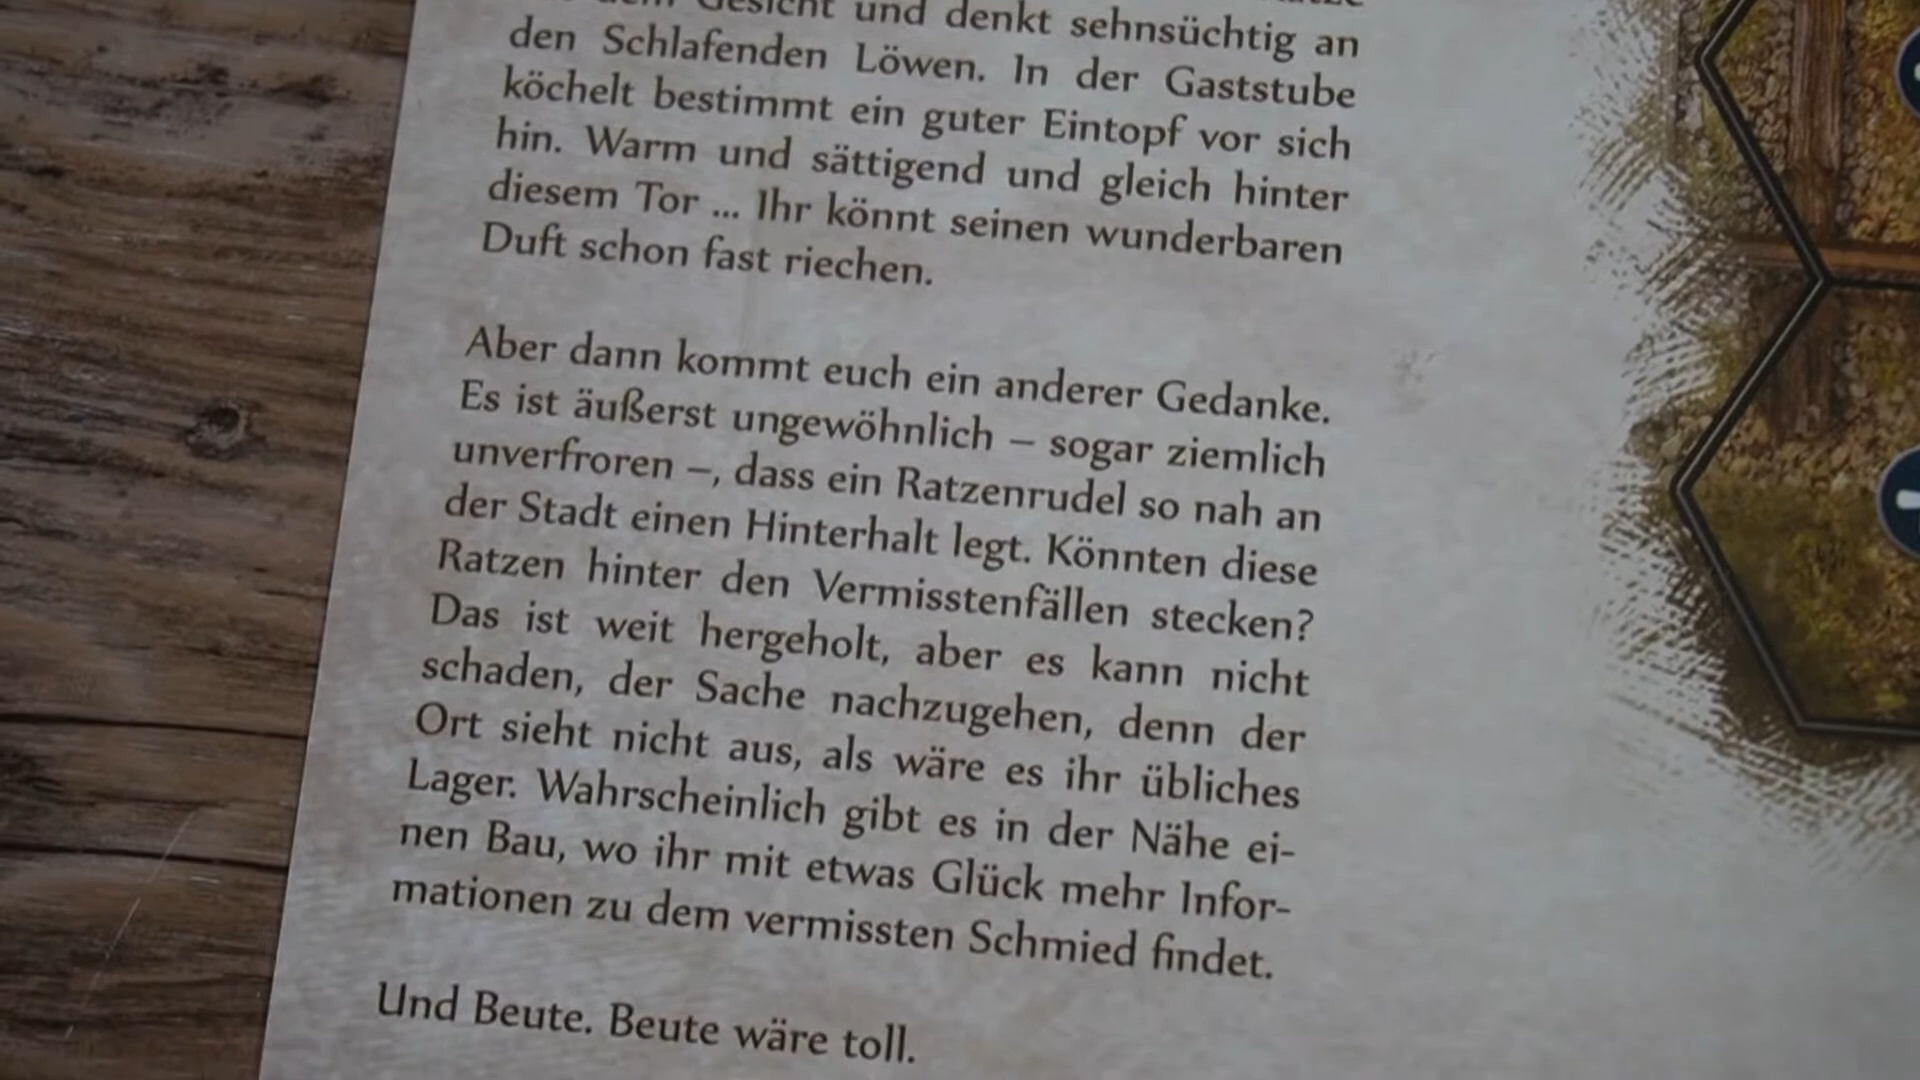 Gesicht und denkt sehnsüchtig an
den Schlafenden Löwen. In der Gaststube
köchelt bestimmt ein guter Eintopf vor sich
hin. Warm und sättigend und gleich hinter
diesem Tor ... Ihr könnt seinen wunderbaren
Duft schon fast riechen.
Aber dann kommt euch ein anderer Gedanke.
Es ist äußerst ungewöhnlich – sogar ziemlich
unverfroren –, dass ein Ratzenrudel so nah an
der Stadt einen Hinterhalt legt. Könnten diese
Ratzen hinter den Vermisstenfällen stecken?
Das ist weit hergeholt, aber es kann nicht
schaden, der Sache nachzugehen, denn der
Ort sieht nicht aus, als wäre es ihr übliches
Lager. Wahrscheinlich gibt es in der Nähe ei-
nen Bau, wo ihr mit etwas Glück mehr Infor-
mationen zu dem vermissten Schmied findet.
Und Beute. Beute wäre toll.